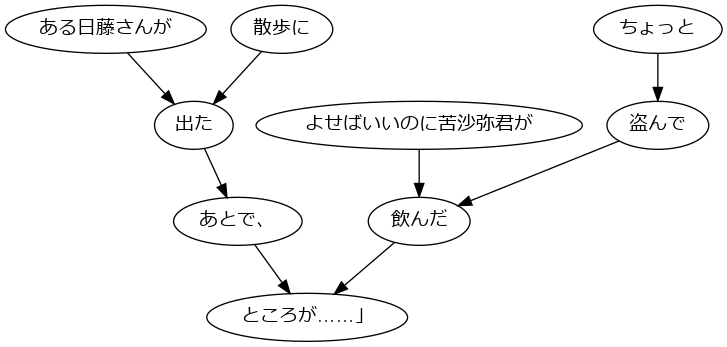 ある日藤さんが
散歩に
ちょっと
出た
よせばいいのに苦沙弥君が
盗んで
あとで、
飲んだ
ところが……」